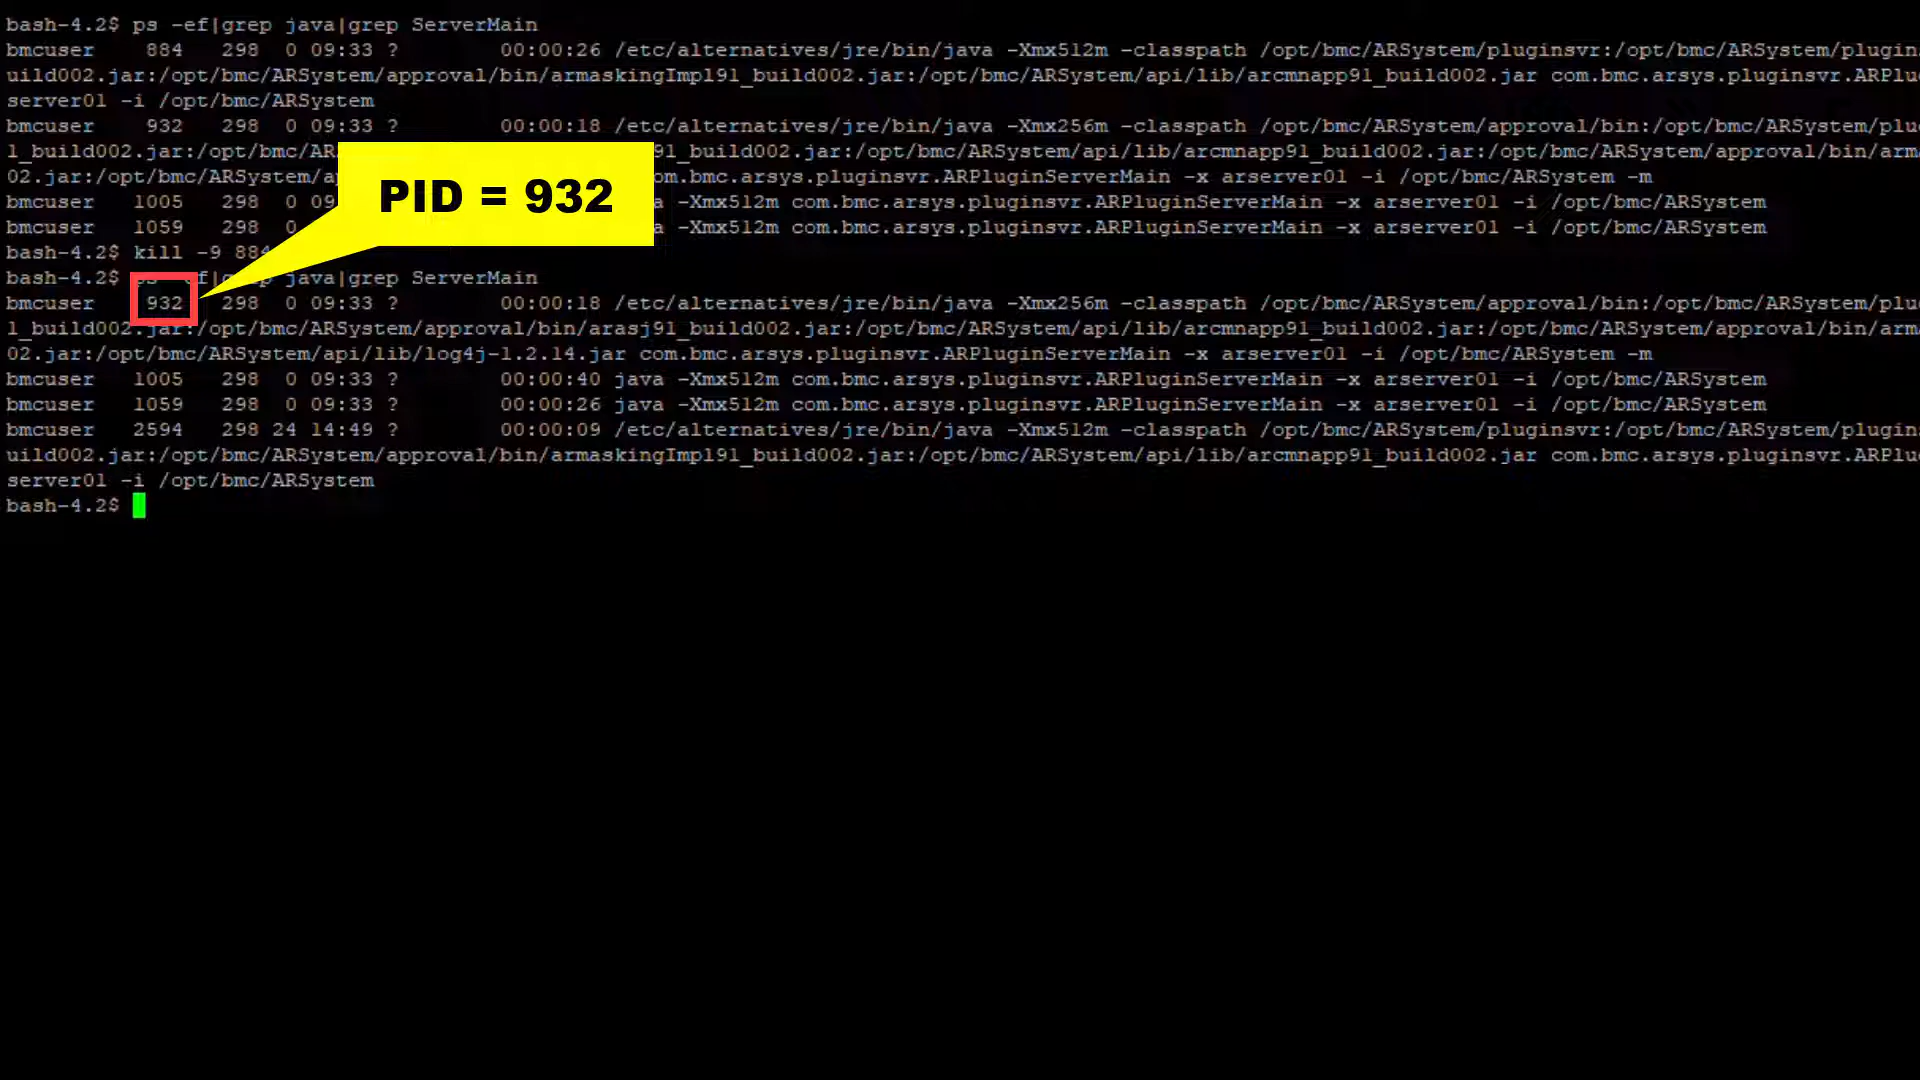 bash-4.2$ ps -ef|grep java|grep ServerMain
bmcuser 884 298 0 09:33 ? 00:00:26 /etc/alternatives/jre/bin/java -Xmx512m -classpath /opt/bmc/ARSystem/pluginsvr:/opt/bmc/ARSystem/plugins
uild002.jar:/opt/bmc/ARSystem/approval/bin/armaskingImpl91_build002.jar:/opt/bmc/ARSystem/api/lib/arcmnapp91_build002.jar com.bmc.arsys.pluginsvr.ARPlu
server01 -i /opt/bmc/ARSystem
bmcuser 932 298 0 09:33 ? 00:00:18 /etc/alternatives/jre/bin/java -Xmx256m -classpath /opt/bmc/ARSystem/approval/bin:/opt/bmc/ARSystem/plu
l_build002.jar:/opt/bmc/AR 91_build002.jar:/opt/bmc/ARSystem/api/lib/arcmnapp91_build002.jar:/opt/bmc/ARSystem/approval/bin/arm
02.jar:/opt/bmc/ARSystem/a om.bmc.arsys.pluginsvr.ARPluginServerMain -x arserver01 -i /opt/bmc/ARSystem -m
bmcuser 1005 298 0 09 a -Xmx512m com.bmc.arsys.pluginsvr.ARPluginServerMain -x arserver01 -i /opt/bmc/ARSystem
bmcuser 1059 298 0 a -Xmx512m com.bmc.arsys.pluginsvr.ARPluginServerMain -x arserver01 -i /opt/bmc/ARSystem
PID = 932
bash-4.2$ kill -9 884
bash-4.2$ ps -ef|grep java|grep ServerMain
bmcuser 932 298 0 09:33 ? 00:00:18 /etc/alternatives/jre/bin/java -Xmx256m -classpath /opt/bmc/ARSystem/approval/bin:/opt/bmc/ARSystem/plu
l_build002.jar:/opt/bmc/ARSystem/approval/bin/arasj91_build002.jar:/opt/bmc/ARSystem/api/lib/arcmnapp91_build002.jar:/opt/bmc/ARSystem/approval/bin/arm
02.jar:/opt/bmc/ARSystem/api/lib/log4j-1.2.14.jar com.bmc.arsys.pluginsvr.ARPluginServerMain -x arserver01 -i /opt/bmc/ARSystem -m
bmcuser 1005 298 0 09:33 ? 00:00:40 java -Xmx512m com.bmc.arsys.pluginsvr.ARPluginServerMain -x arserver01 -i /opt/bmc/ARSystem
bmcuser 1059 298 0 09:33 ? 00:00:26 java -Xmx512m com.bmc.arsys.pluginsvr.ARPluginServerMain -x arserver01 -i /opt/bmc/ARSystem
bmcuser 2594 298 24 14:49 ? 00:00:09 /etc/alternatives/jre/bin/java -Xmx512m -classpath /opt/bmc/ARSystem/pluginsvr:/opt/bmc/ARSystem/plugins
uild002.jar:/opt/bmc/ARSystem/approval/bin/armaskingImpl91_build002.jar:/opt/bmc/ARSystem/api/lib/arcmnapp91_build002.jar com.bmc.arsys.pluginsvr.ARPlu
server01 -i /opt/bmc/ARSystem
bash-4.2$